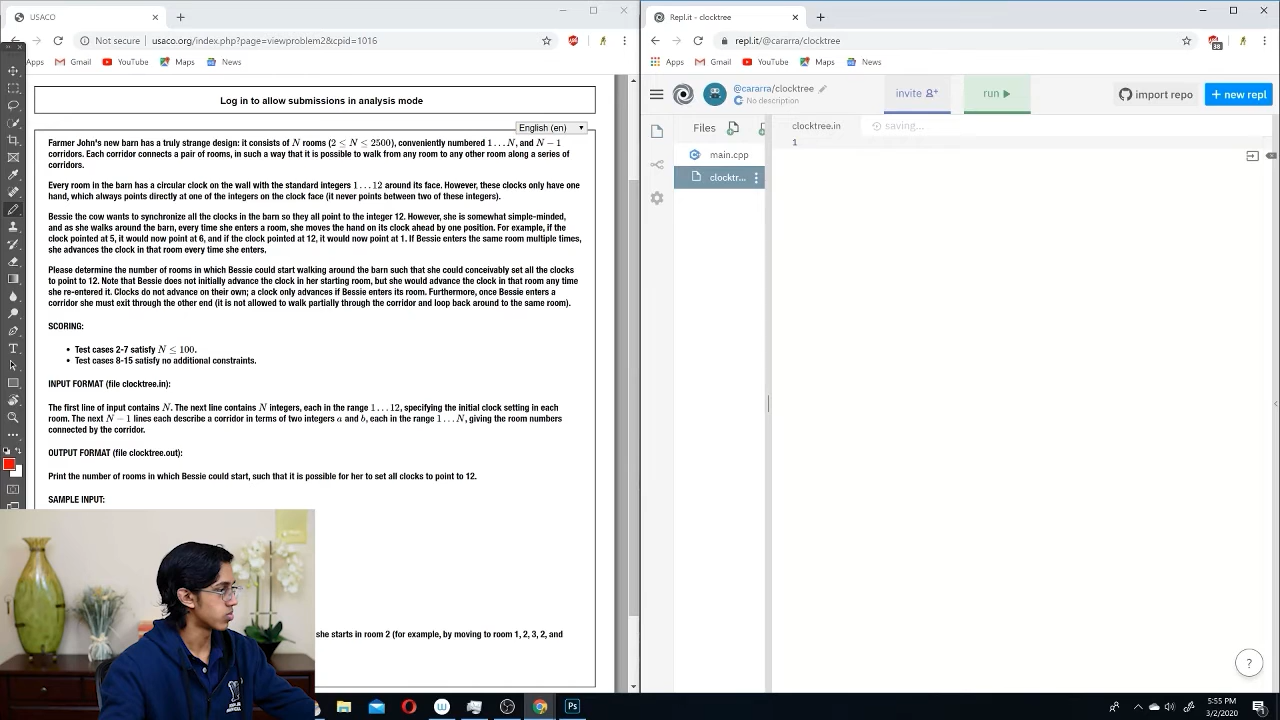 USACO
Repl.it - clocktree
Not secure | usaco.org/index.php?page=viewproblem2&cpid=1016
repl.it/@cararra/clocktree
38
Maps Gmail YouTube Maps News
Apps Gmail YouTube Maps News
Log in to allow submissions in analysis mode
English (en)
Farmer John's new barn has a truly strange design: it consists of N rooms (2 ≤ N ≤ 2500), conveniently numbered 1 … N, and N − 1
corridors. Each corridor connects a pair of rooms, in such a way that it is possible to walk from any room to any other room along a series of
corridors.
Every room in the barn has a circular clock on the wall with the standard integers 1 … 12 around its face. However, these clocks only have one
hand, which always points directly at one of the integers on the clock face (it never points between two of these integers).
Bessie the cow wants to synchronize all the clocks in the barn so they all point to the integer 12. However, she is somewhat simple-minded,
and as she walks around the barn, every time she enters a room, she moves the hand on its clock ahead by one position. For example, if the
clock pointed at 5, it would now point at 6, and if the clock pointed at 12, it would now point at 1. If Bessie enters the same room multiple times,
she advances the clock in that room every time she enters.
Please determine the number of rooms in which Bessie could start walking around the barn such that she could conceivably set all the clocks
to point to 12. Note that Bessie does not initially advance the clock in her starting room, but she would advance the clock in that room any time
she re-entered it. Clocks do not advance on their own; a clock only advances if Bessie enters its room. Furthermore, once Bessie enters a
corridor she must exit through the other end (it is not allowed to walk partially through the corridor and loop back around to the same room).
SCORING:
• Test cases 2-7 satisfy N ≤ 100.
• Test cases 8-15 satisfy no additional constraints.
INPUT FORMAT (file clocktree.in):
The first line of input contains N. The next line contains N integers, each in the range 1 … 12, specifying the initial clock setting in each
room. The next N − 1 lines each describe a corridor in terms of two integers a and b, each in the range 1 … N, giving the room numbers
connected by the corridor.
OUTPUT FORMAT (file clocktree.out):
Print the number of rooms in which Bessie could start, such that it is possible for her to set all clocks to point to 12.
SAMPLE INPUT:
she starts in room 2 (for example, by moving to room 1, 2, 3, 2, and
@cararra/clocktree
No description
invite
run
import repo
+ new repl
Files
main.cpp
clocktr...
clocktree.in
saving...
1
?
5:55 PM
3/2/2020